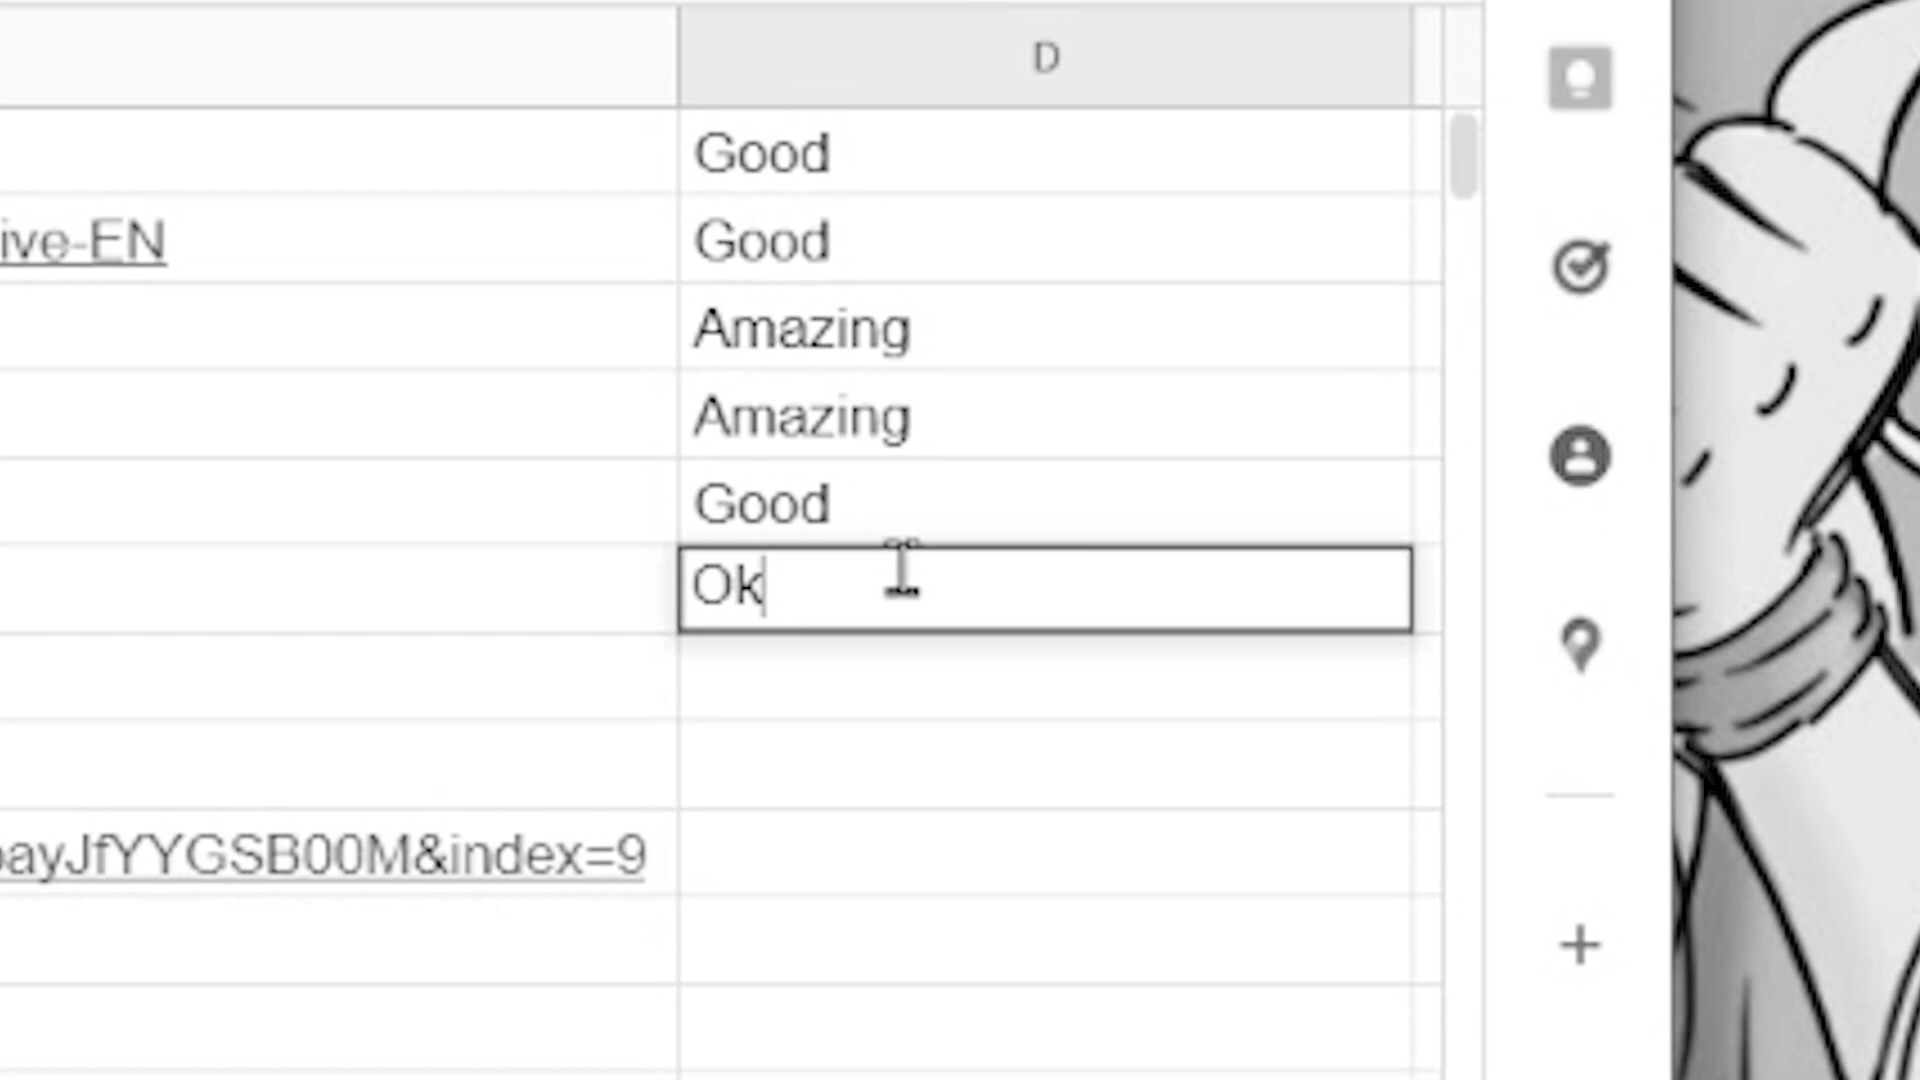 D
Good
ive-EN Good
Amazing
Amazing
Good
Ok
ayJfYYGSB00M&index=9